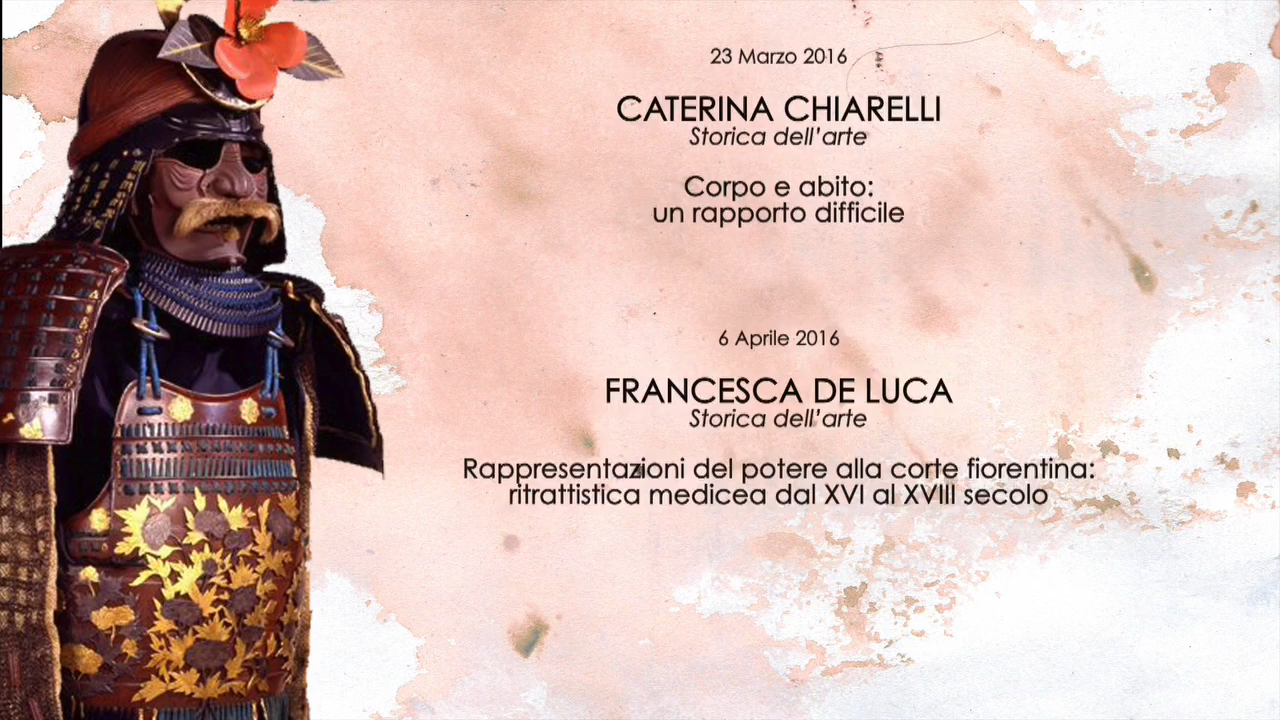 23 Marzo 2016
CATERINA CHIARELLI
Storica dell'arte
Corpo e abito:
un rapporto difficile
6 Aprile 2016
FRANCESCA DE LUCA
Storica dell'arte
Rappresentazioni del potere alla corte fiorentina:
ritrattistica medicea dal XVI al XVIII secolo